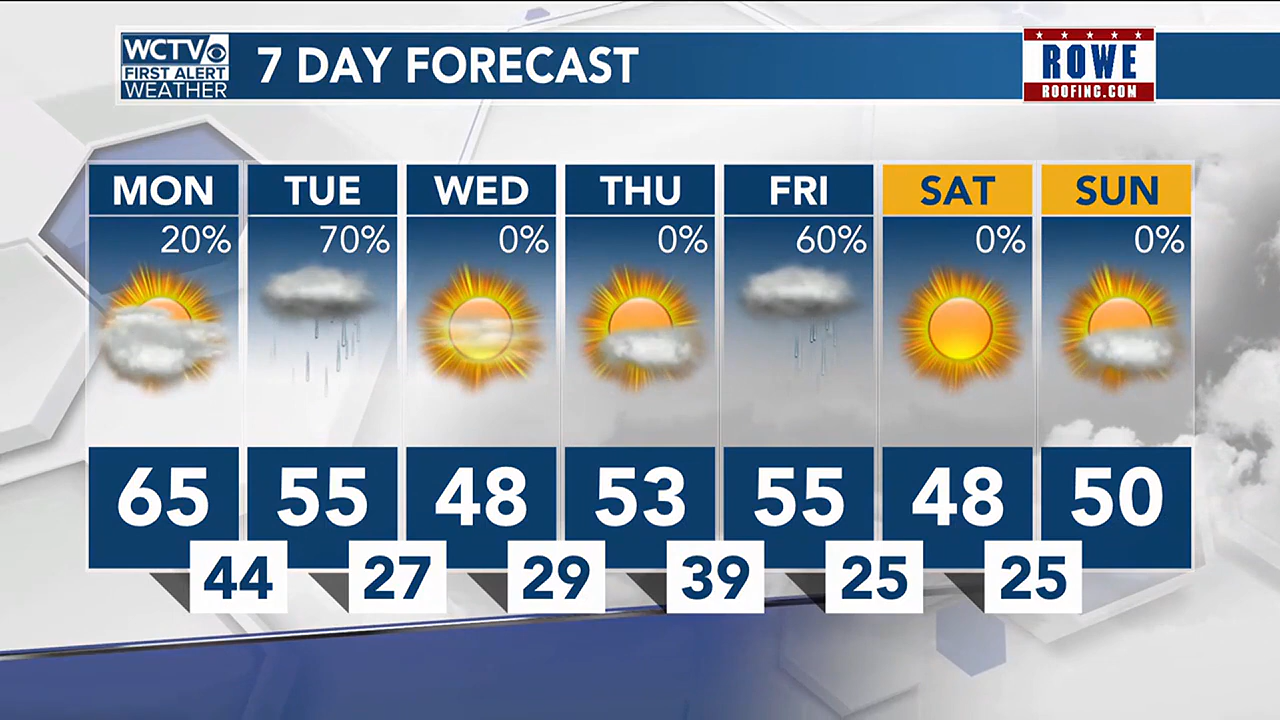 WCTV
FIRST ALERT
WEATHER
7 DAY FORECAST
ROWE
ROOFING.COM
MON TUE WED THU FRI SAT SUN
20% 70% 0% 0% 60% 0% 0%
65 55 48 53 55 48 50
44 27 29 39 25 25